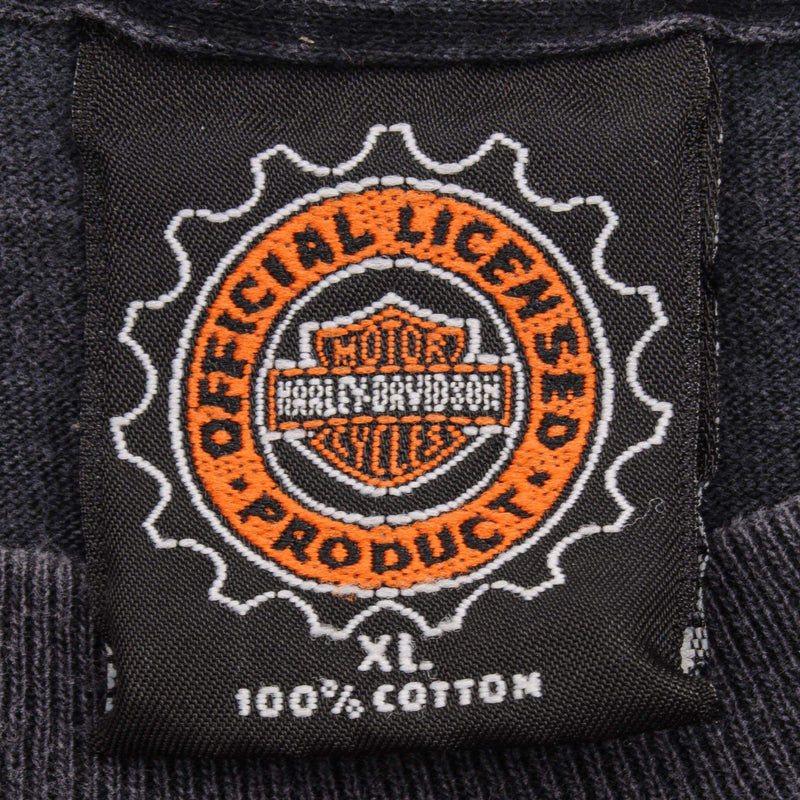 OFFICIAL LICENSED
PRODUCT
MOTOR
HARLEY-DAVIDSON
CYCLES
XL.
100% COTTON